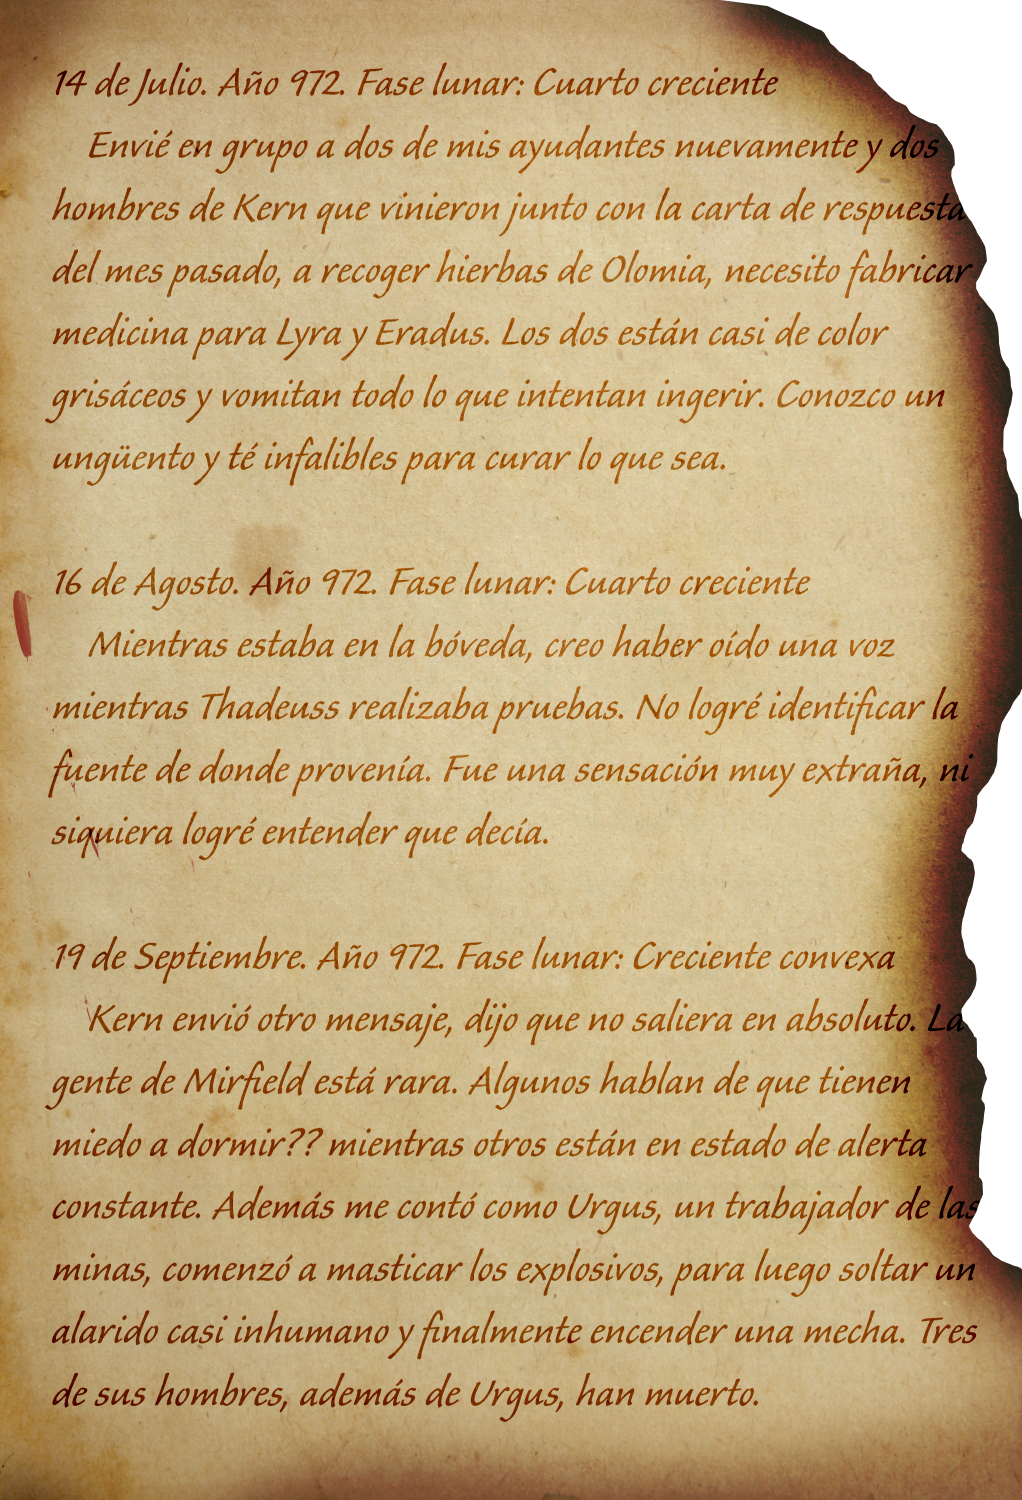 14 de Julio. Año 972. Fase lunar: Cuarto creciente
Envié en grupo a dos de mis ayudantes nuevamente y dos
hombres de Kern que vinieron junto con la carta de respuesta
del mes pasado, a recoger hierbas de Olomia, necesito fabricar
medicina para Lyra y Eradus. Los dos están casi de color
grisáceos y vomitan todo lo que intentan ingerir. Conozco un
ungüento y té infalibles para curar lo que sea.
16 de Agosto. Año 972. Fase lunar: Cuarto creciente
Mientras estaba en la bóveda, creo haber oído una voz
mientras Thadeuss realizaba pruebas. No logré identificar la
fuente de donde provenía. Fue una sensación muy extraña, ni
siquiera logré entender que decía.
19 de Septiembre. Año 972. Fase lunar: Creciente convexa
Kern envió otro mensaje, dijo que no saliera en absoluto. La
gente de Mirfield está rara. Algunos hablan de que tienen
miedo a dormir?? mientras otros están en estado de alerta
constante. Además me contó como Urgus, un trabajador de las
minas, comenzó a masticar los explosivos, para luego soltar un
alarido casi inhumano y finalmente encender una mecha. Tres
de sus hombres, además de Urgus, han muerto.